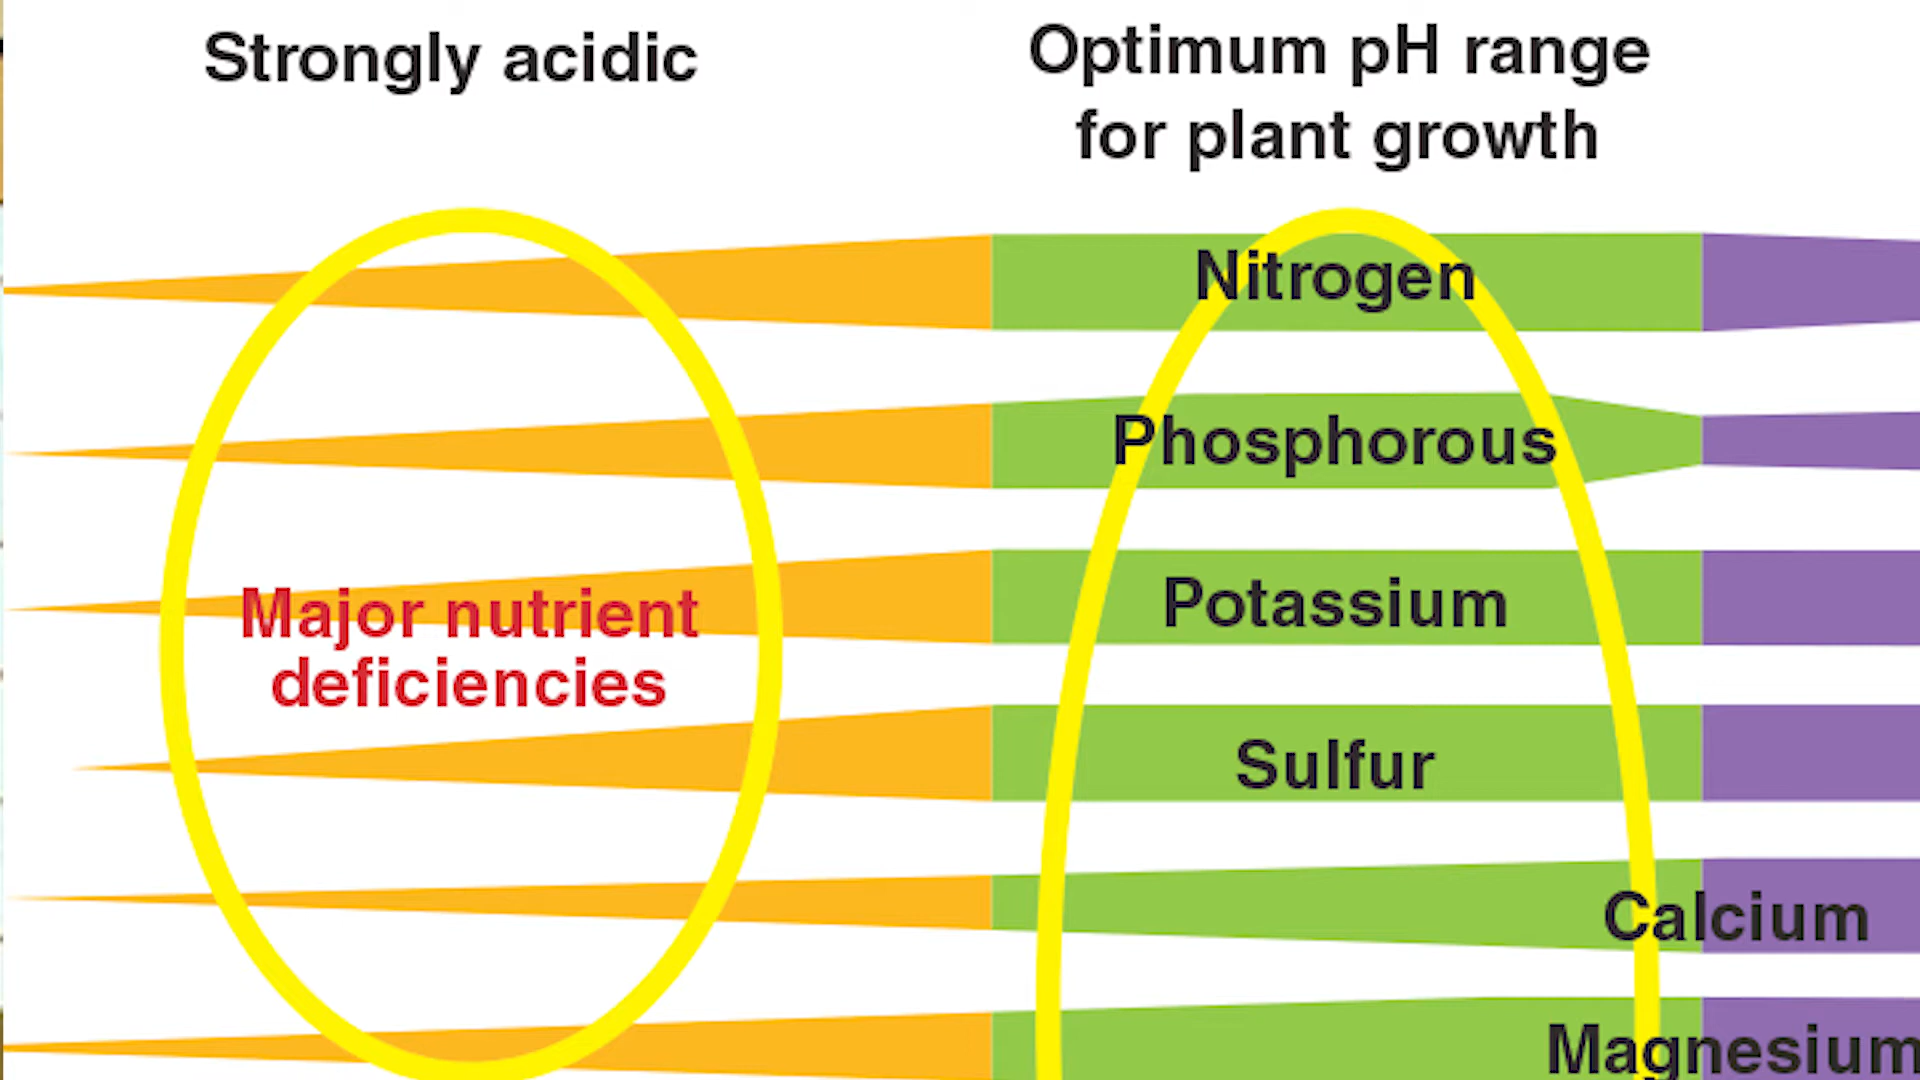 Strongly acidic
Optimum pH range
for plant growth
Nitrogen
Phosphorous
Potassium
Major nutrient
deficiencies
Sulfur
Calcium
Magnesium